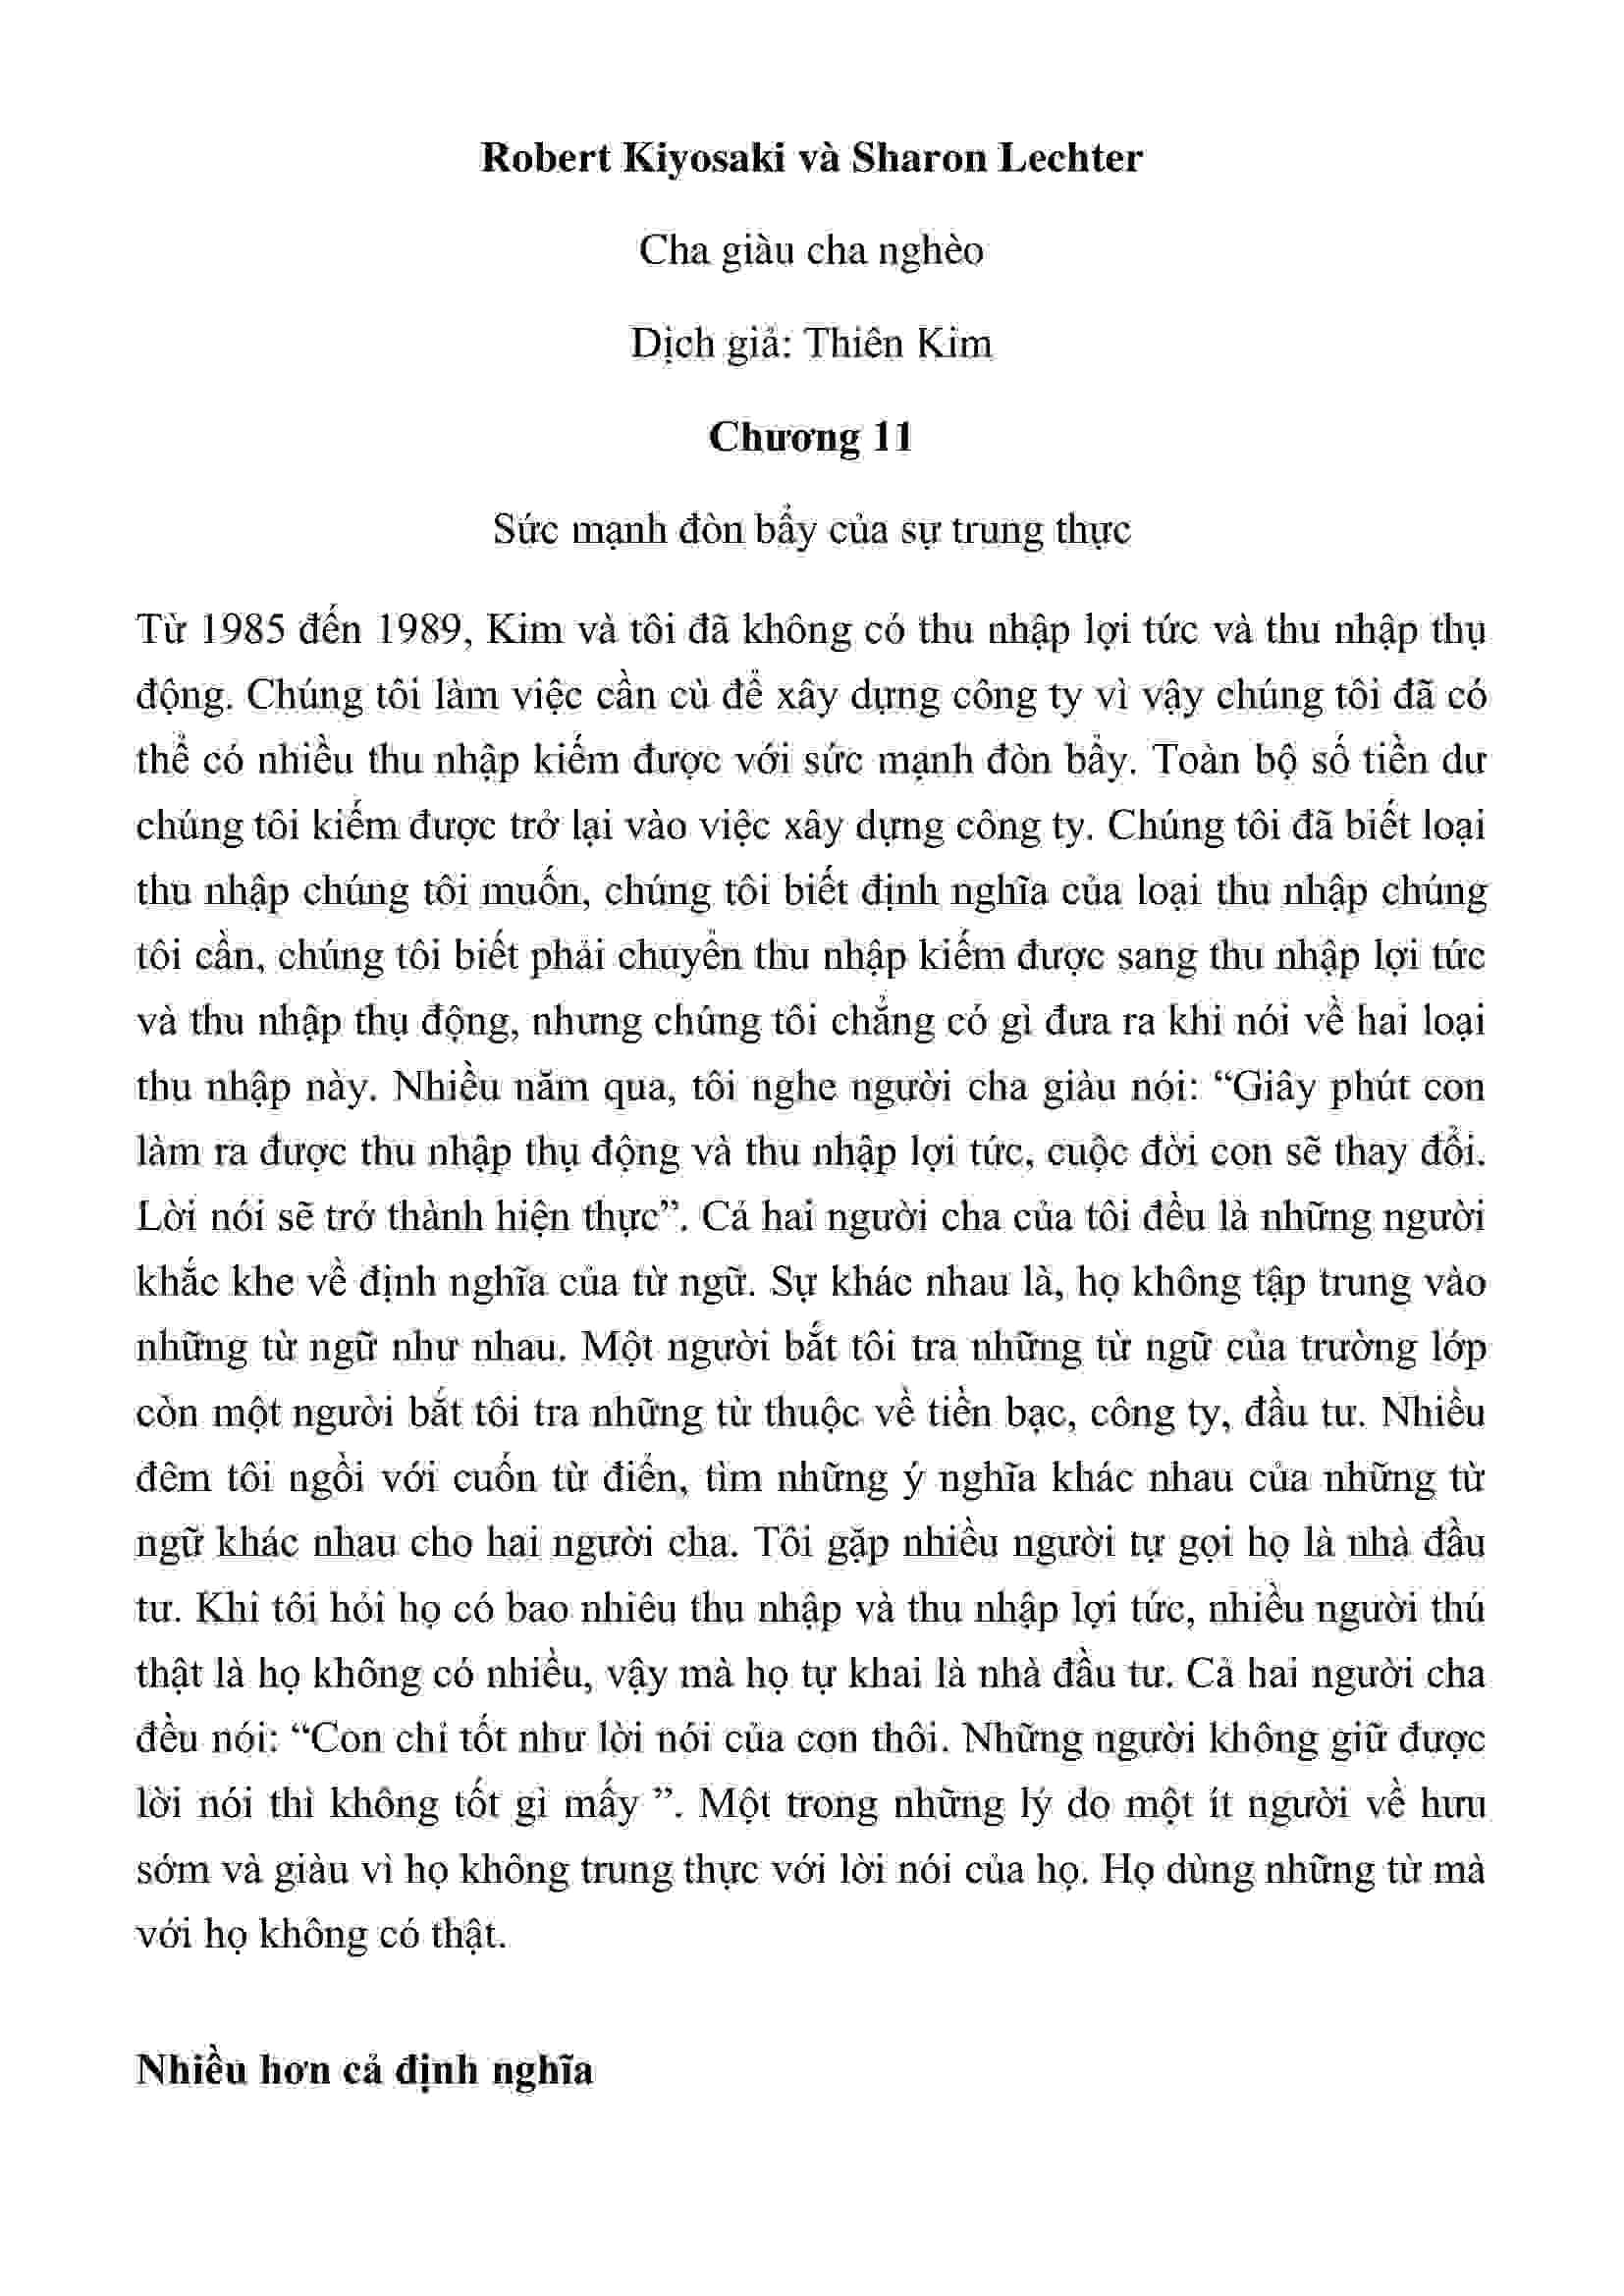 Robert Kiyosaki và Sharon Lechter
Cha giàu cha nghèo
Dịch giả: Thiên Kim
Chương 11
Sức mạnh đòn bẩy của sự trung thực
Từ 1985 đến 1989, Kim và tôi đã không có thu nhập lợi tức và thu nhập thụ
động. Chúng tôi làm việc cần cù để xây dựng công ty vì vậy chúng tôi đã có
thể có nhiều thu nhập kiếm được với sức mạnh đòn bẩy. Toàn bộ số tiền dư
chúng tôi kiếm được trở lại vào việc xây dựng công ty. Chúng tôi đã biết loại
thu nhập chúng tôi muốn, chúng tôi biết định nghĩa của loại thu nhập chúng
tôi cần, chúng tôi biết phải chuyển thu nhập kiếm được sang thu nhập lợi tức
và thu nhập thụ động, nhưng chúng tôi chẳng có gì đưa ra khi nói về hai loại
thu nhập này. Nhiều năm qua, tôi nghe người cha giàu nói: “Giây phút con
làm ra được thu nhập thụ động và thu nhập lợi tức, cuộc đời con sẽ thay đổi.
Lời nói sẽ trở thành hiện thực”. Cả hai người cha của tôi đều là những người
khắc khe về định nghĩa của từ ngữ. Sự khác nhau là, họ không tập trung vào
những từ ngữ như nhau. Một người bắt tôi tra những từ ngữ của trường lớp
còn một người bắt tôi tra những từ thuộc về tiền bạc, công ty, đầu tư. Nhiều
đêm tôi ngồi với cuốn từ điển, tìm những ý nghĩa khác nhau của những từ
ngữ khác nhau cho hai người cha. Tôi gặp nhiều người tự gọi họ là nhà đầu
tư. Khi tôi hỏi họ có bao nhiêu thu nhập và thu nhập lợi tức, nhiều người thú
thật là họ không có nhiều, vậy mà họ tự khai là nhà đầu tư. Cả hai người cha
đều nói: “Con chỉ tốt như lời nói của con thôi. Những người không giữ được
lời nói thì không tốt gì mấy ”. Một trong những lý do một ít người về hưu
sớm và giàu vì họ không trung thực với lời nói của họ. Họ dùng những từ mà
với họ không có thật.
Nhiều hơn cả định nghĩa